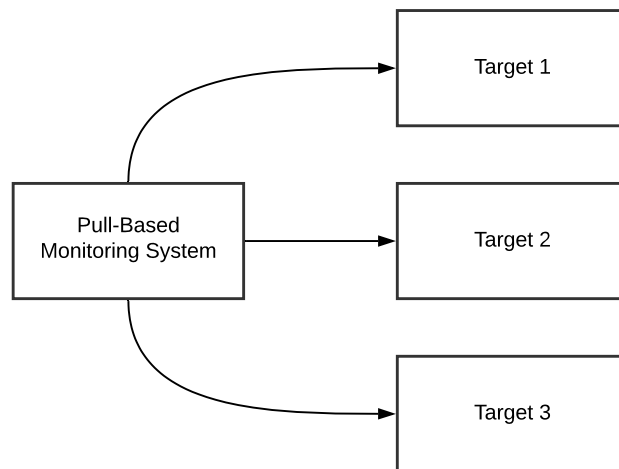 Target 1
Pull-Based
Monitoring System
Target 2
Target 3